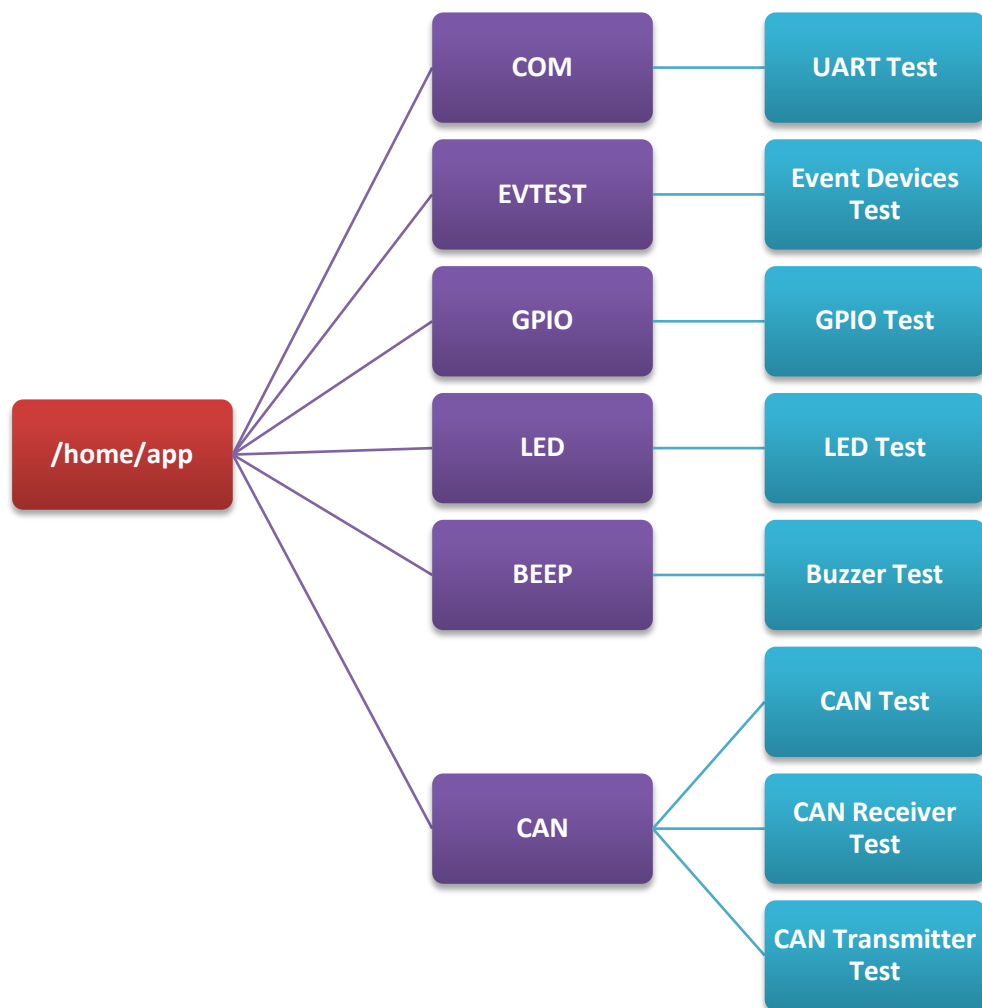 COM
UART Test
EVTEST
Event Devices
Test
GPIO
GPIO Test
/home/app
LED
LED Test
BEEP
Buzzer Test
CAN
CAN Test
CAN Receiver
Test
CAN Transmitter
Test